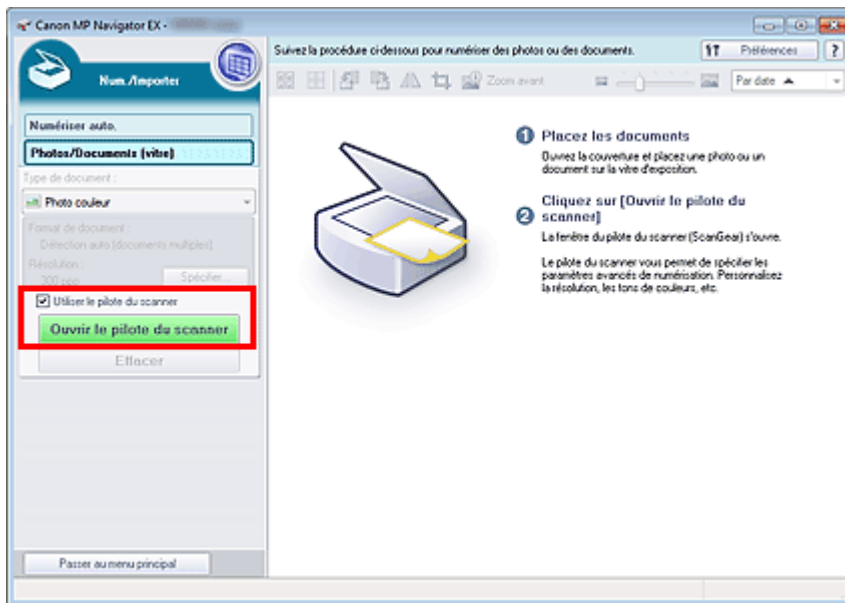 Canon MP Navigator EX -
Num./Importer
Suivez la procédure ci-dessous pour numériser des photos ou des documents.
Préférences
?
Zoom avant
Par date
Numériser auto.
Photos/Documents (vitre)
Type de document :
Photo couleur
Format de document :
Détection auto (documents multiples)
Résolution :
300 ppp
Spécifier...
Utiliser le pilote du scanner
Ouvrir le pilote du scanner
Effacer
1 Placez les documents
Ouvrez la couverture et placez une photo ou un
document sur la vitre d'exposition.
2 Cliquez sur [Ouvrir le pilote du
scanner]
La fenêtre du pilote du scanner (ScanGear) s'ouvre.
Le pilote du scanner vous permet de spécifier les
paramètres avancés de numérisation. Personnalisez
la résolution, les tons de couleurs, etc.
Passer au menu principal